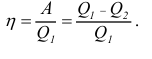 η = A/Q₁ = (Q₁ − Q₂)/Q₁ .